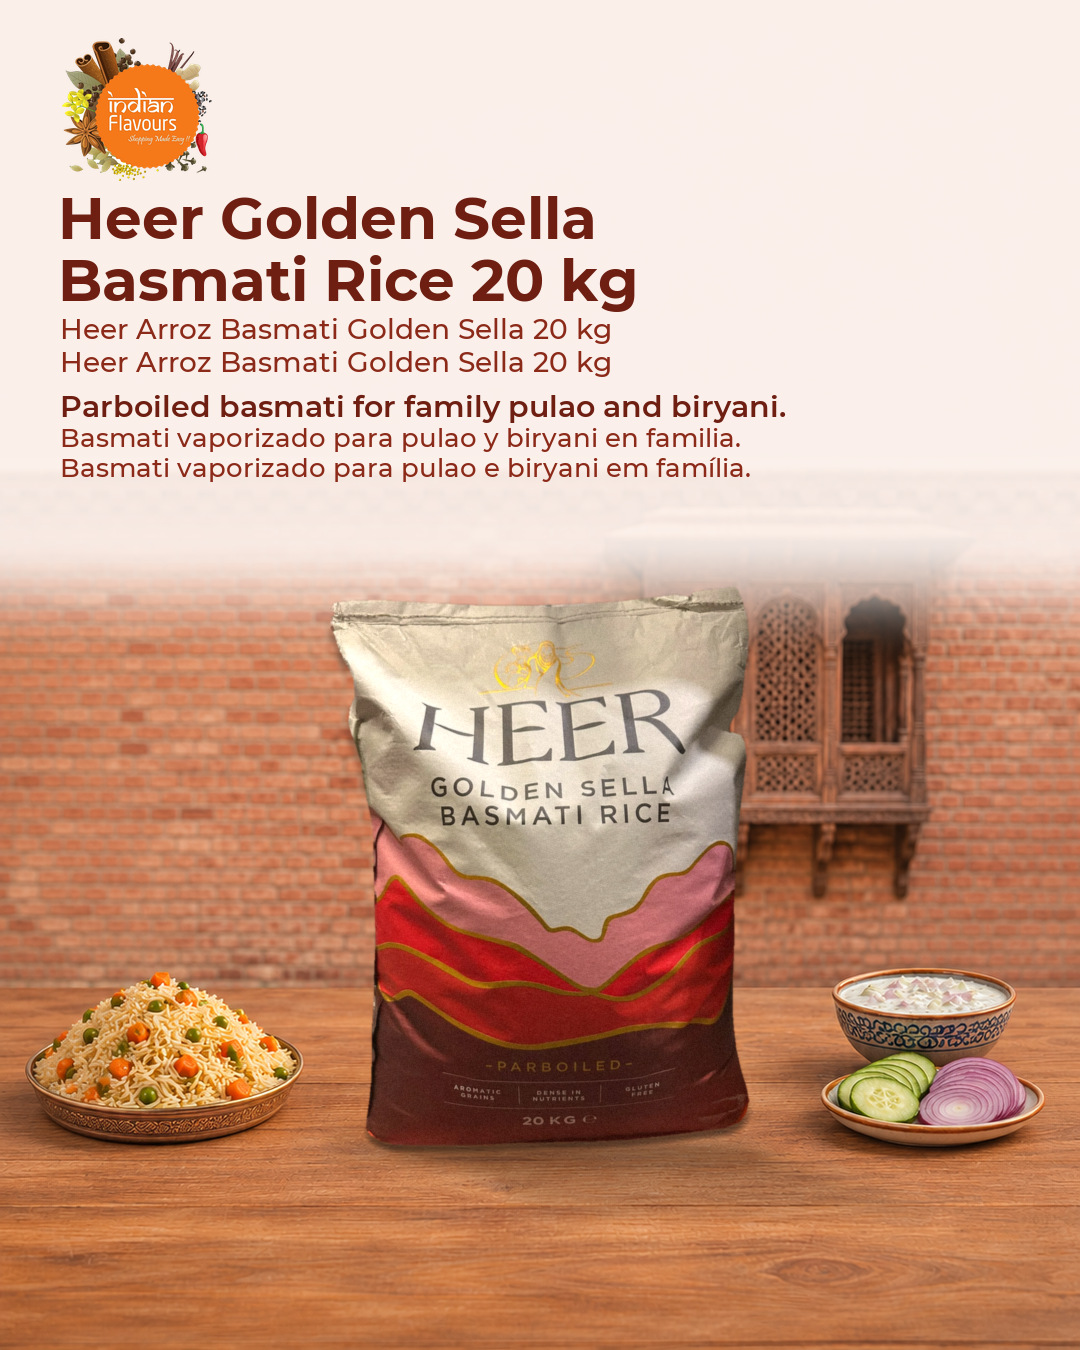 indian
Flavours
Shopping Made Easy !!
Heer Golden Sella
Basmati Rice 20 kg
Heer Arroz Basmati Golden Sella 20 kg
Heer Arroz Basmati Golden Sella 20 kg
Parboiled basmati for family pulao and biryani.
Basmati vaporizado para pulao y biryani en familia.
Basmati vaporizado para pulao e biryani em família.
HEER
GOLDEN SELLA
BASMATI RICE
-PARBOILED-
AROMATIC GRAINS
DENSE IN NUTRIENTS
GLUTEN FREE
20 KG ℮